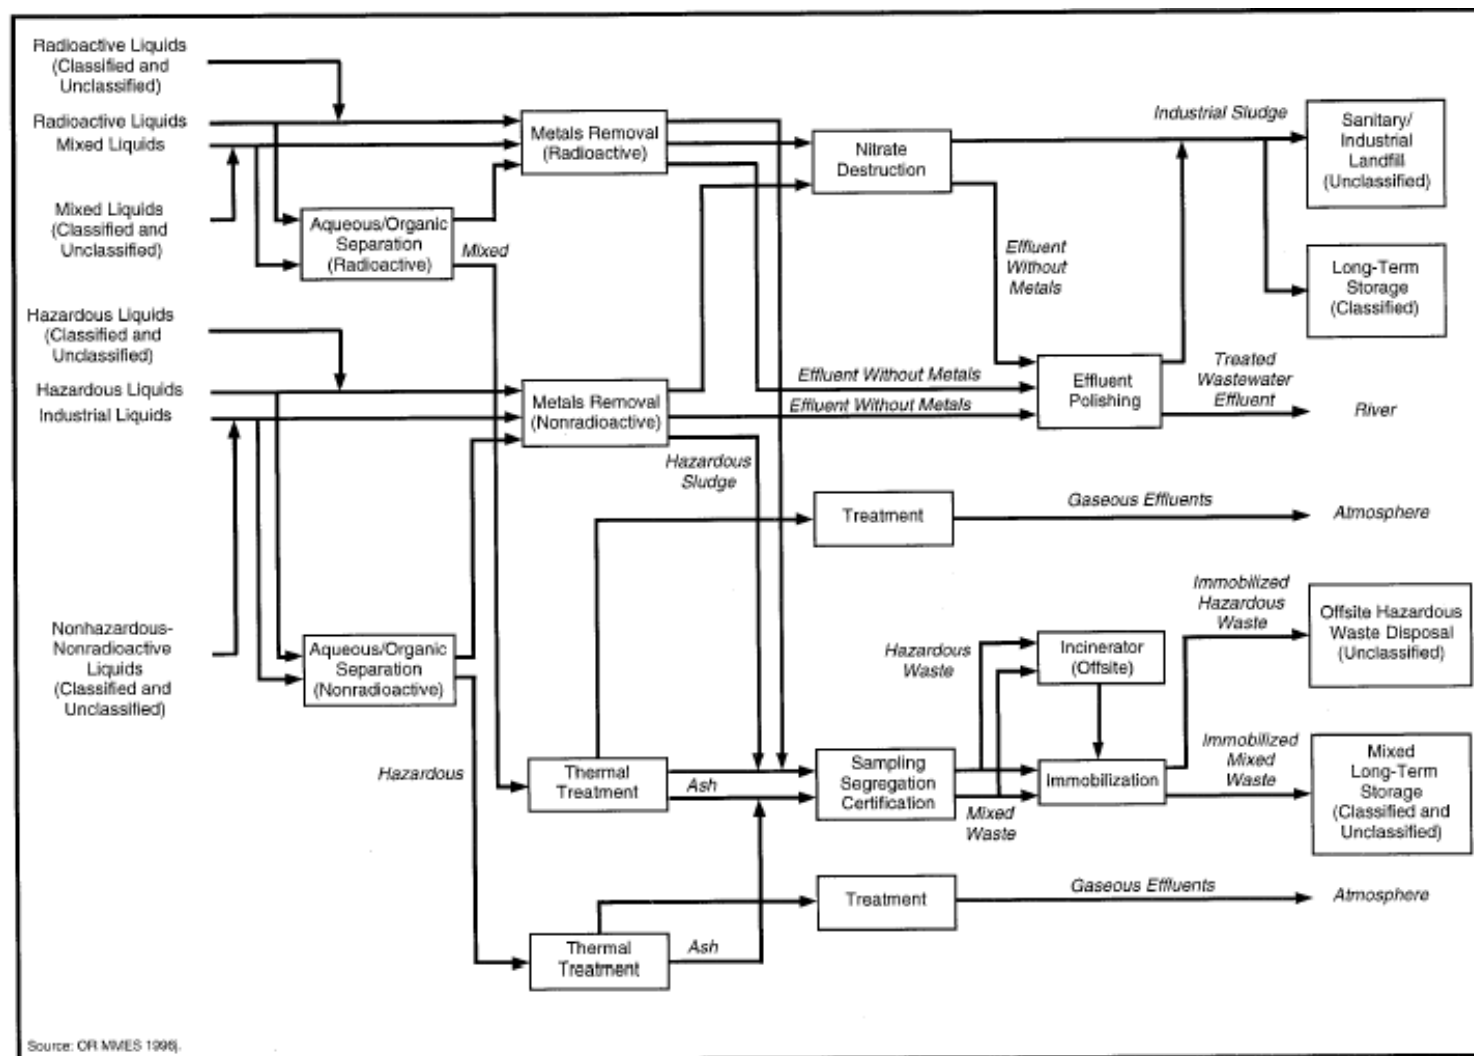 Radioactive Liquids
(Classified and
Unclassified)
Radioactive Liquids
Mixed Liquids
Mixed Liquids
(Classified and
Unclassified)
Aqueous/Organic
Separation
(Radioactive)
Mixed
Metals Removal
(Radioactive)
Nitrate
Destruction
Industrial Sludge
Sanitary/
Industrial
Landfill
(Unclassified)
Effluent
Without
Metals
Long-Term
Storage
(Classified)
Hazardous Liquids
(Classified and
Unclassified)
Hazardous Liquids
Industrial Liquids
Metals Removal
(Nonradioactive)
Effluent Without Metals
Effluent Without Metals
Effluent
Polishing
Treated
Wastewater
Effluent
River
Hazardous
Sludge
Treatment
Gaseous Effluents
Atmosphere
Nonhazardous-
Nonradioactive
Liquids
(Classified and
Unclassified)
Aqueous/Organic
Separation
(Nonradioactive)
Hazardous
Hazardous
Waste
Incinerator
(Offsite)
Immobilized
Hazardous
Waste
Offsite Hazardous
Waste Disposal
(Unclassified)
Thermal
Treatment
Ash
Sampling
Segregation
Certification
Mixed
Waste
Immobilization
Immobilized
Mixed
Waste
Mixed
Long-Term
Storage
(Classified and
Unclassified)
Treatment
Gaseous Effluents
Atmosphere
Thermal
Treatment
Ash
Source: OR MMES 1996j.